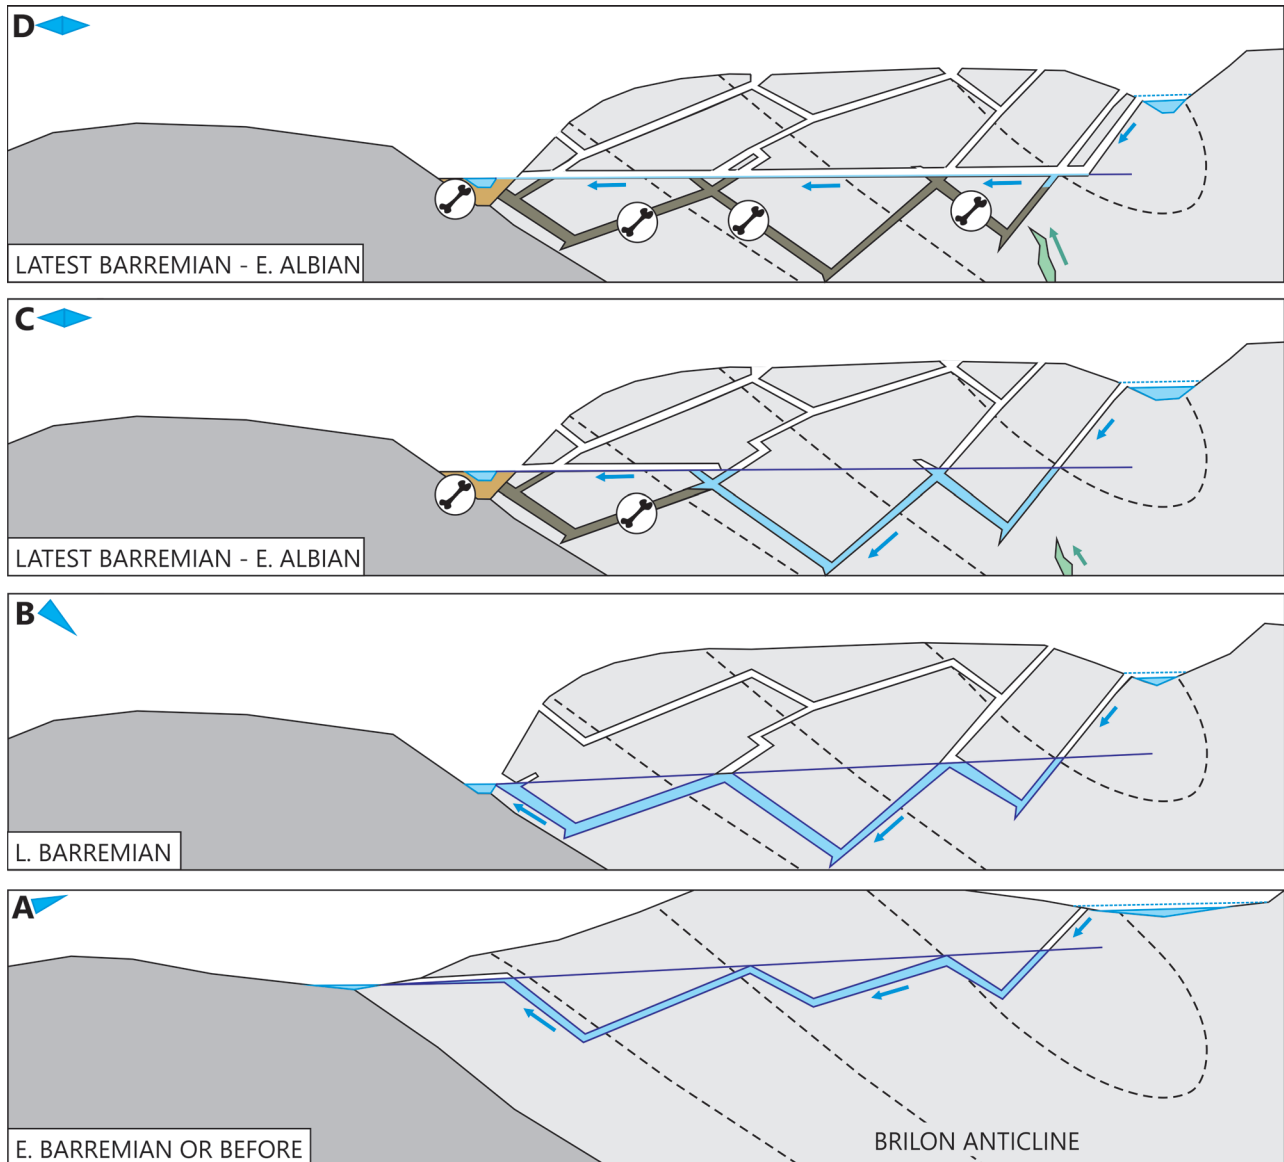 D
LATEST BARREMIAN - E. ALBIAN
C
LATEST BARREMIAN - E. ALBIAN
B
L. BARREMIAN
A
BRILON ANTICLINE
E. BARREMIAN OR BEFORE